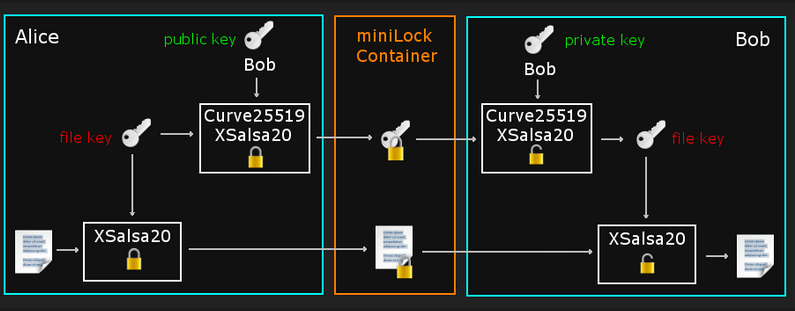 Alice
public key
Bob
Curve25519
XSalsa20
file key
XSalsa20
miniLock
Container
private key
Bob
Bob
Curve25519
XSalsa20
file key
XSalsa20